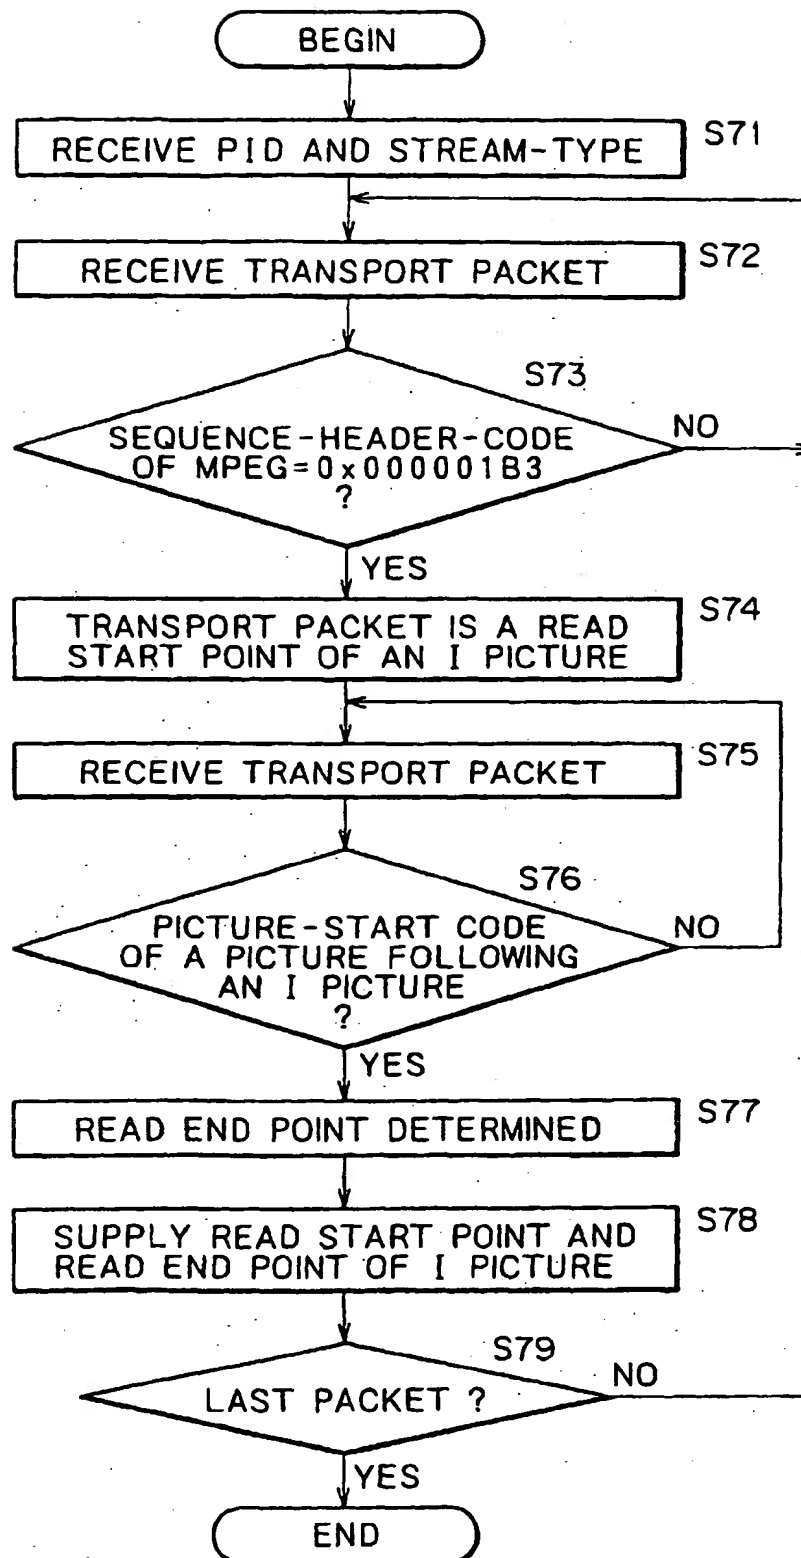 BEGIN
RECEIVE PID AND STREAM-TYPE
S71
RECEIVE TRANSPORT PACKET
S72
S73
SEQUENCE-HEADER-CODE
OF MPEG=0x000001B3
?
NO
YES
TRANSPORT PACKET IS A READ
START POINT OF AN I PICTURE
S74
RECEIVE TRANSPORT PACKET
S75
S76
PICTURE-START CODE
OF A PICTURE FOLLOWING
AN I PICTURE
?
NO
YES
READ END POINT DETERMINED
S77
SUPPLY READ START POINT AND
READ END POINT OF I PICTURE
S78
S79
LAST PACKET ?
NO
YES
END